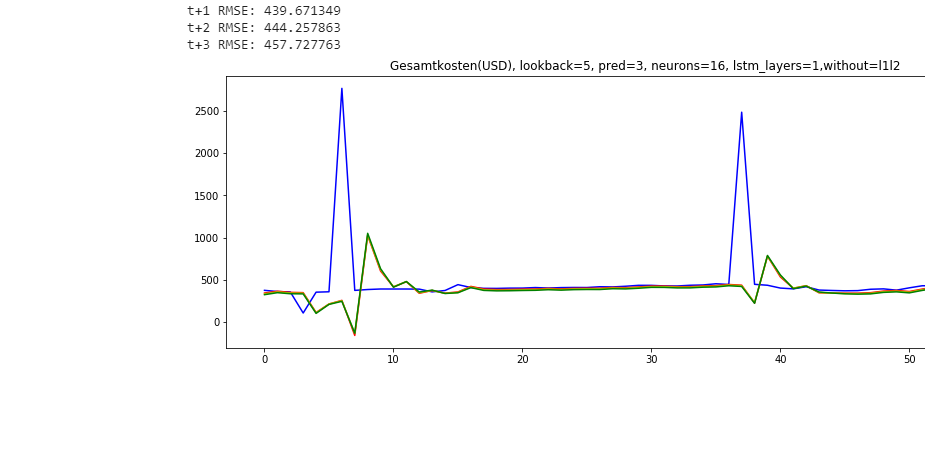 t+1 RMSE: 439.671349
t+2 RMSE: 444.257863
t+3 RMSE: 457.727763
Gesamtkosten(USD), lookback=5, pred=3, neurons=16, lstm_layers=1,without=l1l2
2500
2000
1500
1000
500
0
0 10 20 30 40 50